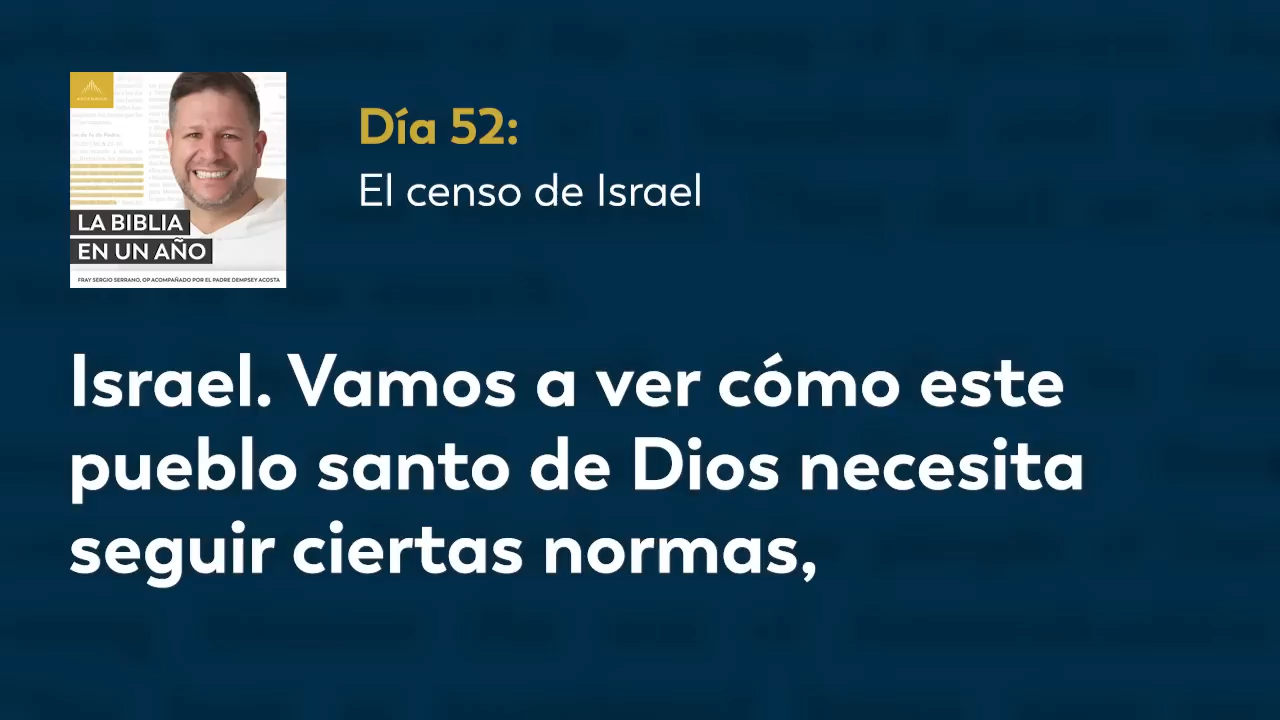 ASCENSION
LA BIBLIA
EN UN AÑO
FRAY SERGIO SERRANO, OP ACOMPAÑADO POR EL PADRE DEMPSEY ACOSTA
Día 52:
El censo de Israel
Israel. Vamos a ver cómo este
pueblo santo de Dios necesita
seguir ciertas normas,